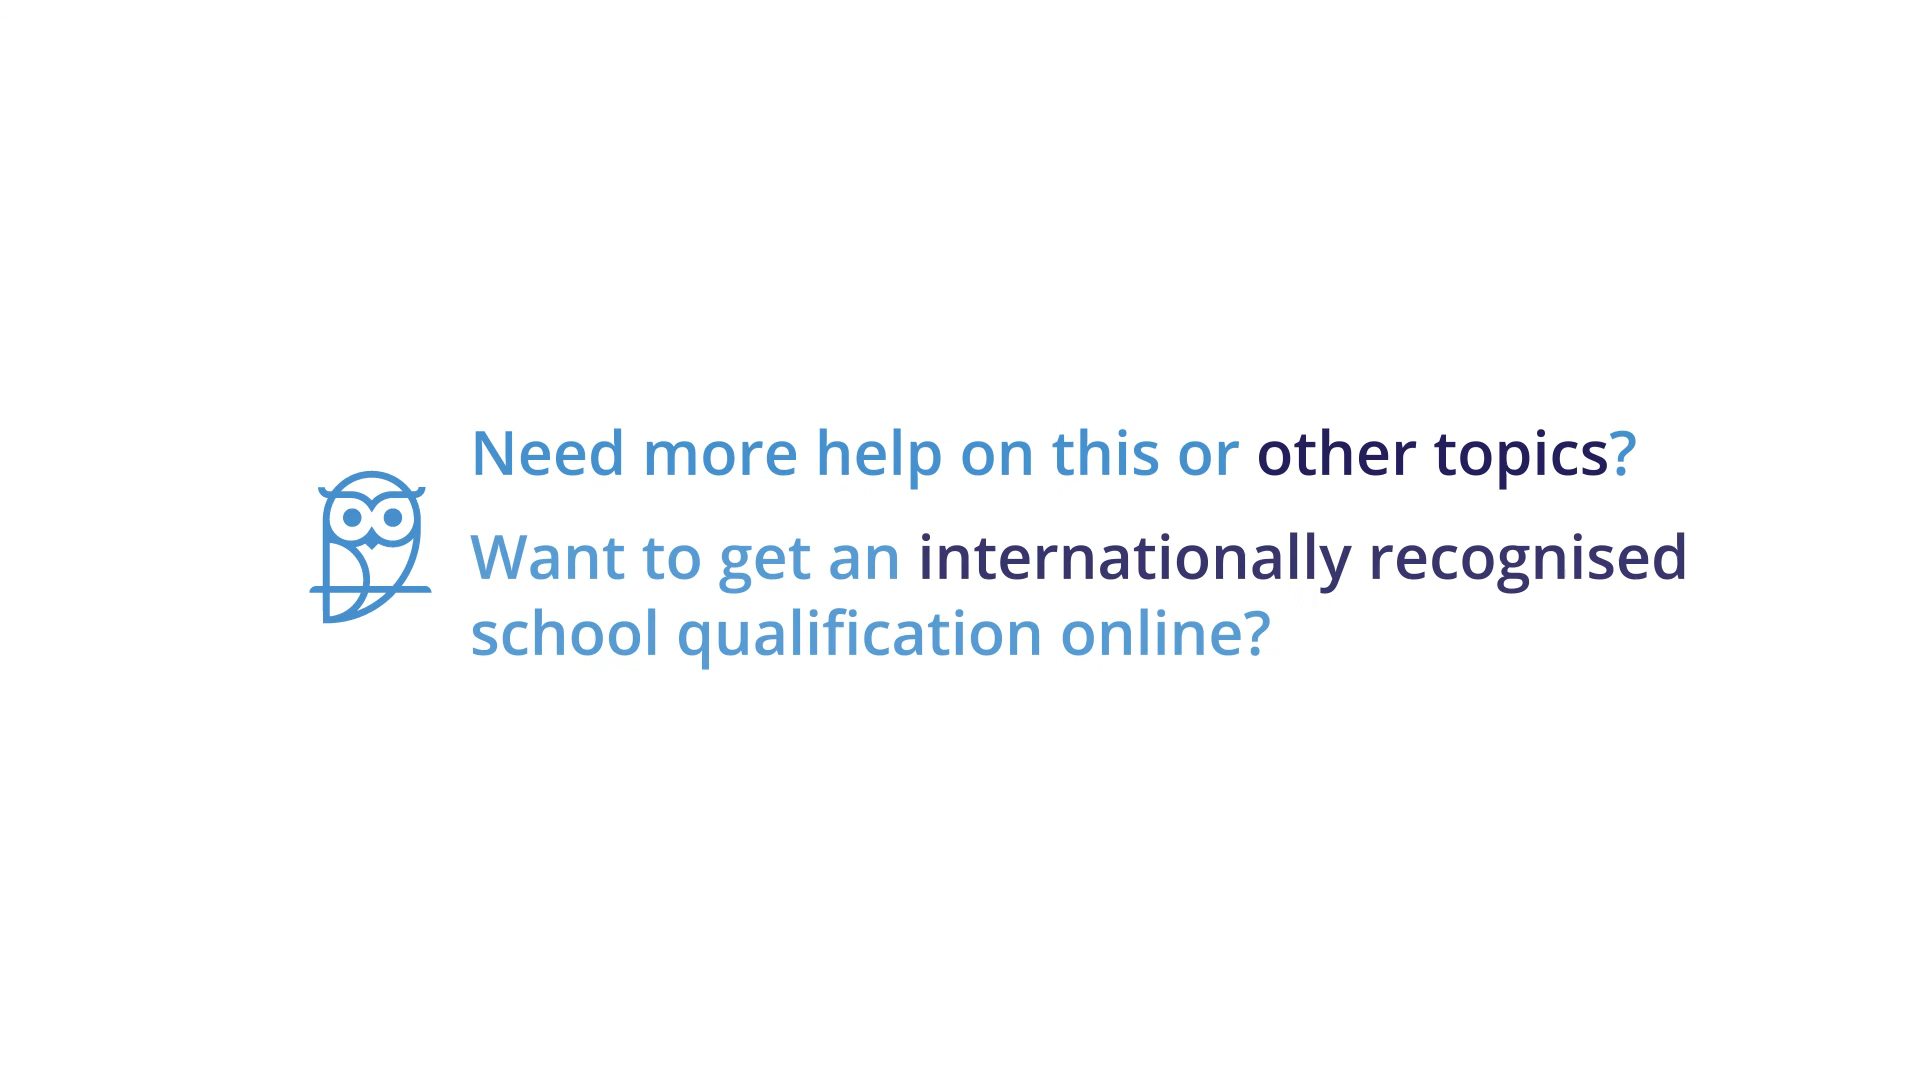 Need more help on this or other topics?
Want to get an internationally recognised
school qualification online?